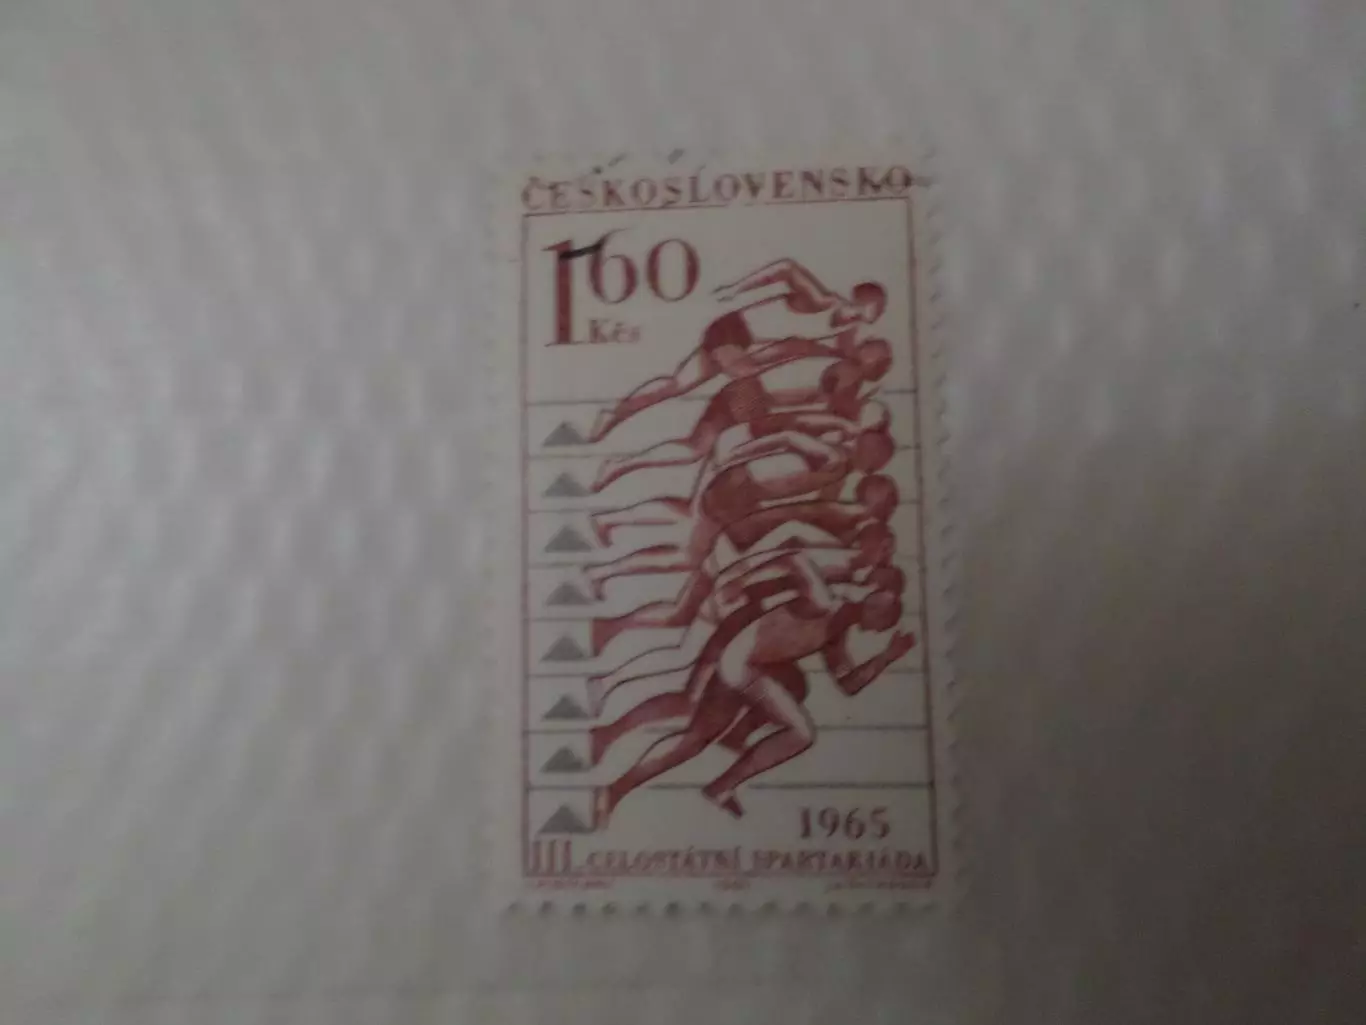 ČESKOSLOVENSKO
1 60
Kčs
1965
III. CELOSTÁTNÍ SPARTAKIÁDA